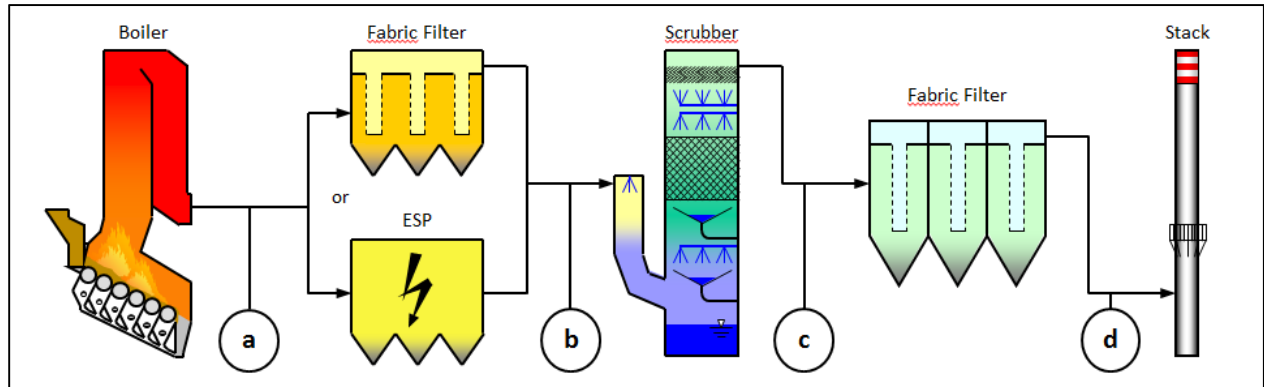 Boiler
Fabric Filter
Scrubber
Stack
Fabric Filter
or
ESP
a
b
c
d